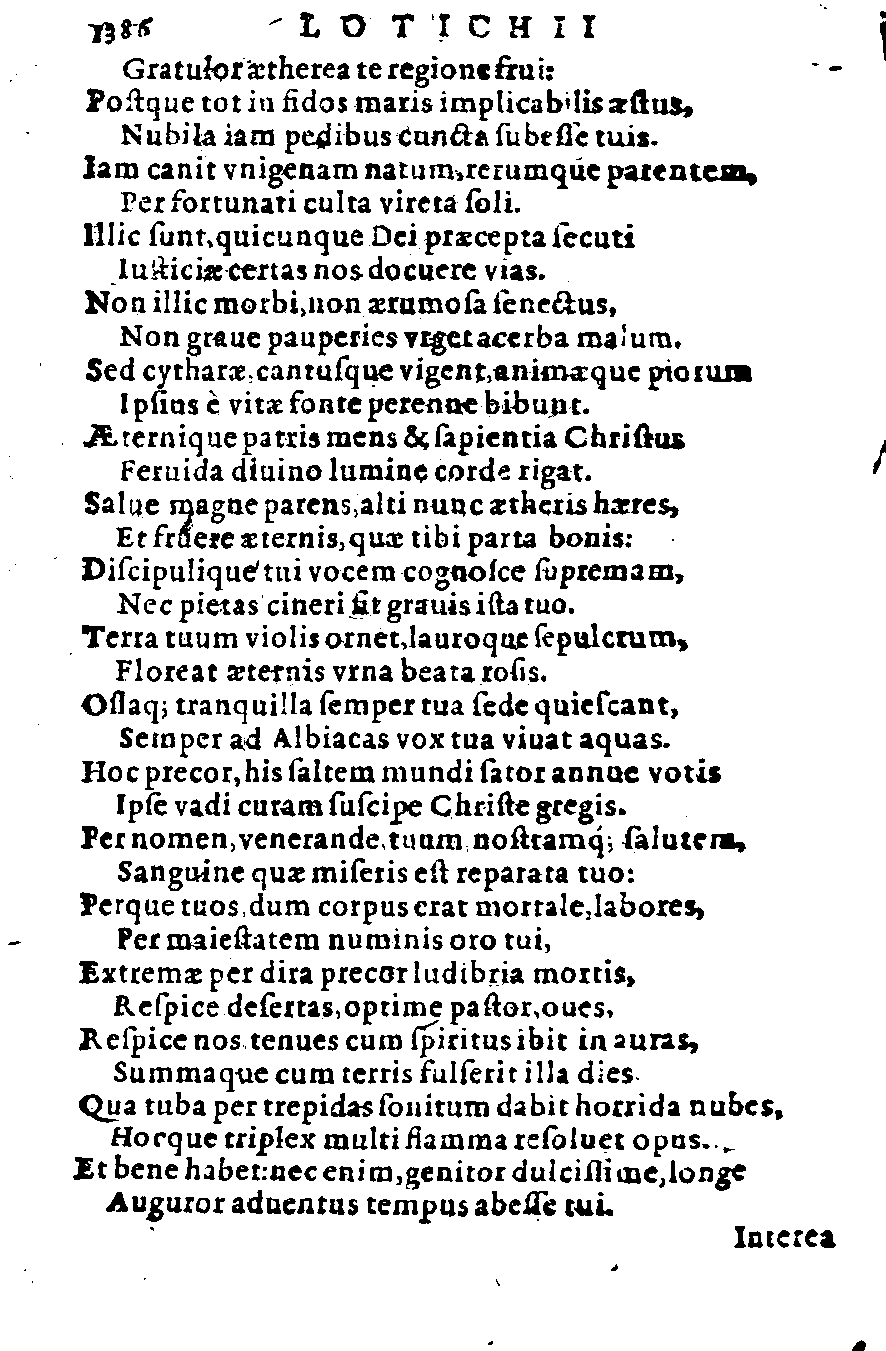 1386 LOTICHII
Gratulor ætherea te regione frui:
Poſtque tot in fidos maris implicabilis æſtus,
Nubila iam pedibus cuncta ſubeſſe tuis.
Iam canit vnigenam natum, rerumque parentem,
Per fortunati culta vireta ſoli.
Illic ſunt, quicunque Dei præcepta ſecuti
Iuſticiæ certas nos docuere vias.
Non illic morbi, non ærumoſa ſenectus,
Non graue pauperies vrget acerba malum.
Sed cytharæ, cantuſque vigent, animæque piorum
Ipſius è vitæ fonte perenne bibunt.
Æternique patris mens & ſapientia Chriſtus
Feruida diuino lumine corde rigat.
Salue magne parens, alti nunc ætheris hæres,
Et fruere æternis, quæ tibi parta bonis:
Diſcipulique tui vocem cognoſce ſupremam,
Nec pietas cineri ſit grauis iſta tuo.
Terra tuum violis ornet, lauroque ſepulcrum,
Floreat æternis vrna beata roſis.
Oſſaq; tranquilla ſemper tua ſede quieſcant,
Semper ad Albiacas vox tua viuat aquas.
Hoc precor, his ſaltem mundi ſator annue votis
Ipſe vadi curam ſuſcipe Chriſte gregis.
Per nomen, venerande, tuum, noſtramq́; ſalutem,
Sanguine quæ miſeris eſt reparata tuo:
Perque tuos, dum corpus erat mortale, labores,
Per maieſtatem numinis oro tui,
Extremæ per dira precor ludibria mortis,
Reſpice deſertas, optime paſtor, oues.
Reſpice nos tenues cum ſpiritus ibit in auras,
Summaque cum terris fulſerit illa dies.
Qua tuba per trepidas ſonitum dabit horrida nubes,
Hocque triplex multi flamma reſoluet opus.
Et bene habet: nec enim, genitor dulciſſime, longe
Auguror aduentus tempus abeſſe tui.
Interea